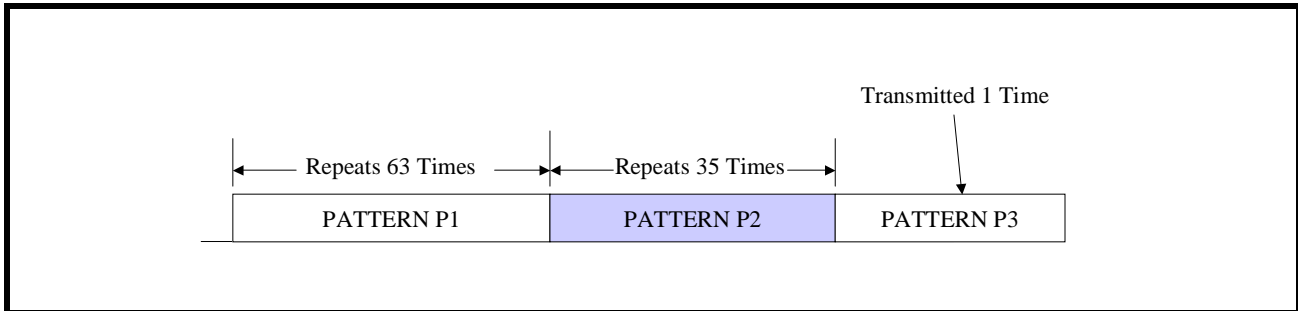 Transmitted 1 Time
Repeats 63 Times
Repeats 35 Times
PATTERN P1
PATTERN P2
PATTERN P3